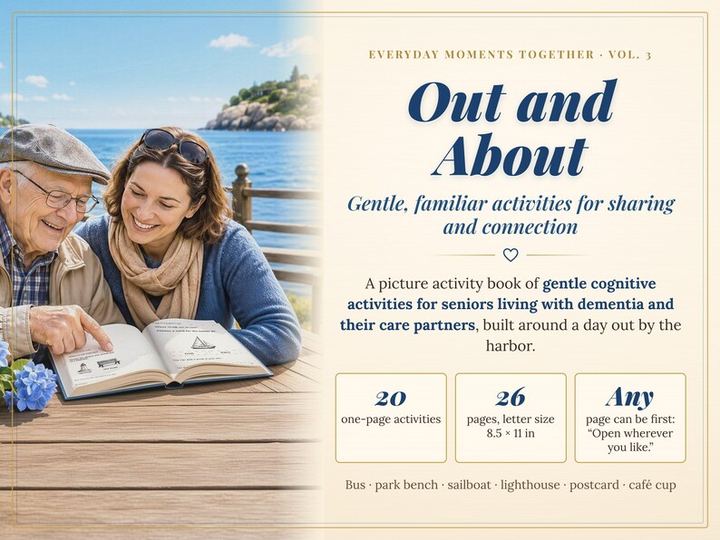 EVERYDAY MOMENTS TOGETHER · VOL. 3
Out and
About
Gentle, familiar activities for sharing
and connection
A picture activity book of gentle cognitive
activities for seniors living with dementia and
their care partners, built around a day out by the
harbor.
20
one-page activities
26
pages, letter size
8.5 × 11 in
Any
page can be first:
“Open wherever
you like.”
Bus · park bench · sailboat · lighthouse · postcard · café cup